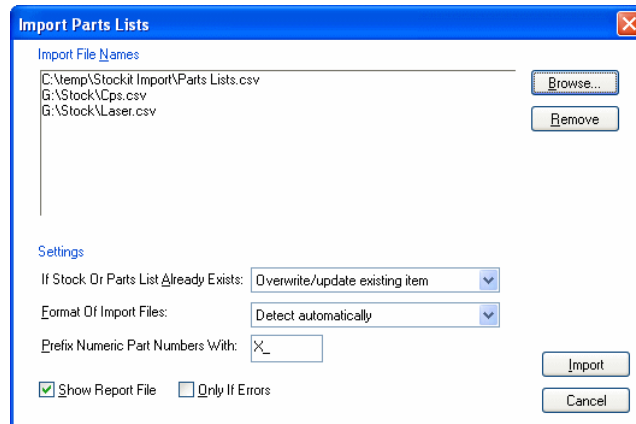 Import Parts Lists
Import File Names
C:\temp\Stockit Import\Parts Lists.csv
G:\Stock\Cps.csv
G:\Stock\Laser.csv
Browse...
Remove
Settings
If Stock Or Parts List Already Exists: Overwrite/update existing item
Format Of Import Files: Detect automatically
Prefix Numeric Part Numbers With: X_
Import
Show Report File Only If Errors
Cancel